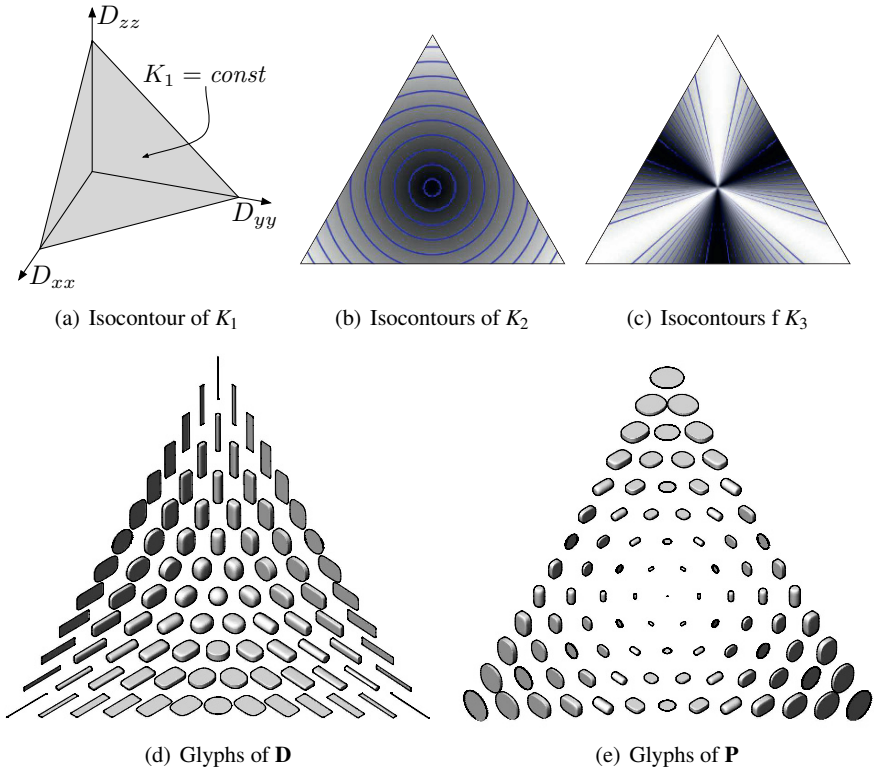 D_zz
K_1 = const
D_yy
D_xx
(a) Isocontour of K_1
(b) Isocontours of K_2
(c) Isocontours f K_3
(d) Glyphs of D
(e) Glyphs of P